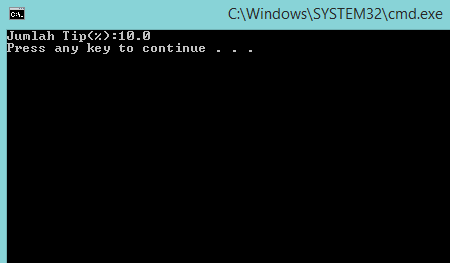 C:\Windows\SYSTEM32\cmd.exe
Jumlah Tip(%):10.0
Press any key to continue . . .